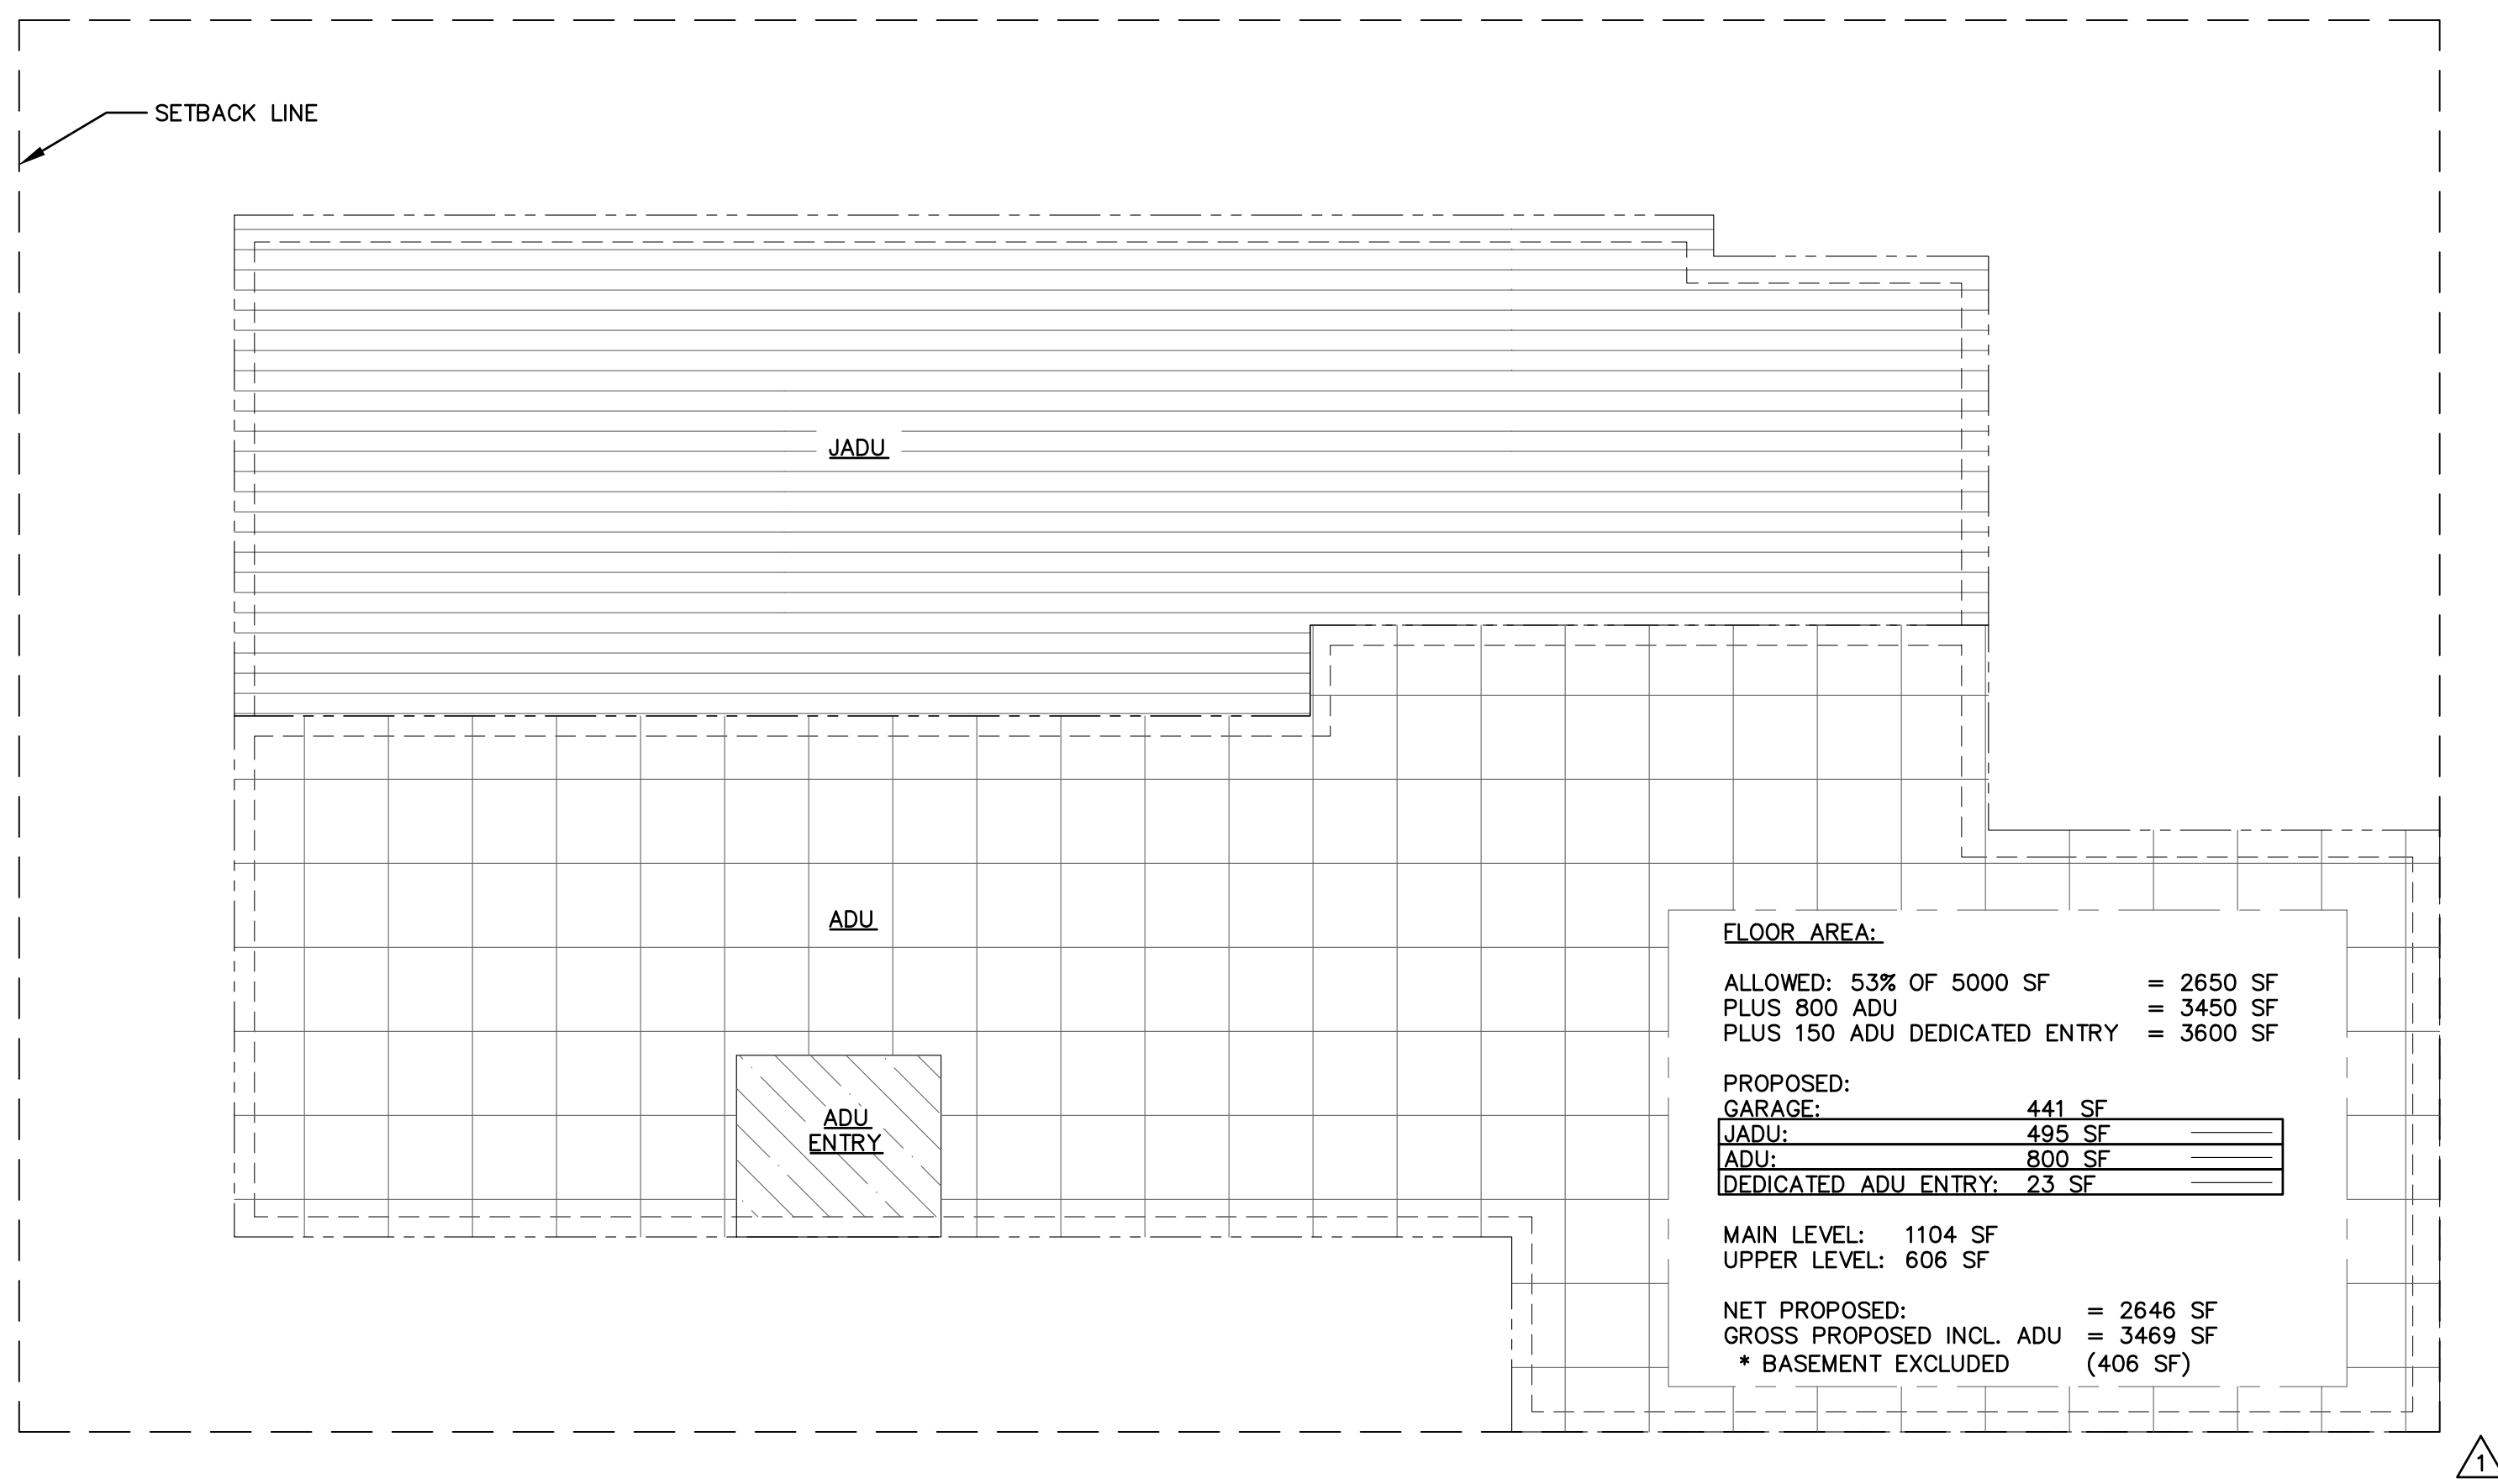 SETBACK LINE
JADU
ADU
ADU
ENTRY
FLOOR AREA:
ALLOWED: 53% OF 5000 SF = 2650 SF
PLUS 800 ADU = 3450 SF
PLUS 150 ADU DEDICATED ENTRY = 3600 SF
PROPOSED:
GARAGE: 441 SF
JADU: 495 SF
ADU: 800 SF
DEDICATED ADU ENTRY: 23 SF
MAIN LEVEL: 1104 SF
UPPER LEVEL: 606 SF
NET PROPOSED: = 2646 SF
GROSS PROPOSED INCL. ADU = 3469 SF
* BASEMENT EXCLUDED (406 SF)
1